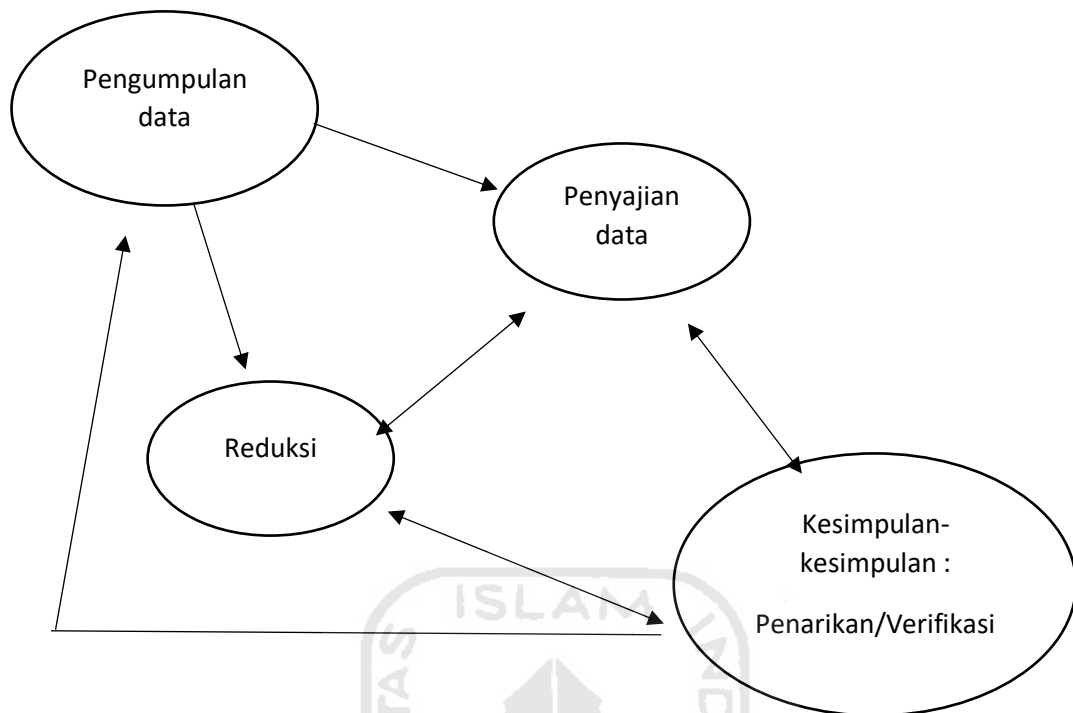 Pengumpulan
data
Penyajian
data
Reduksi
Kesimpulan-
kesimpulan :
Penarikan/Verifikasi
ISLAM